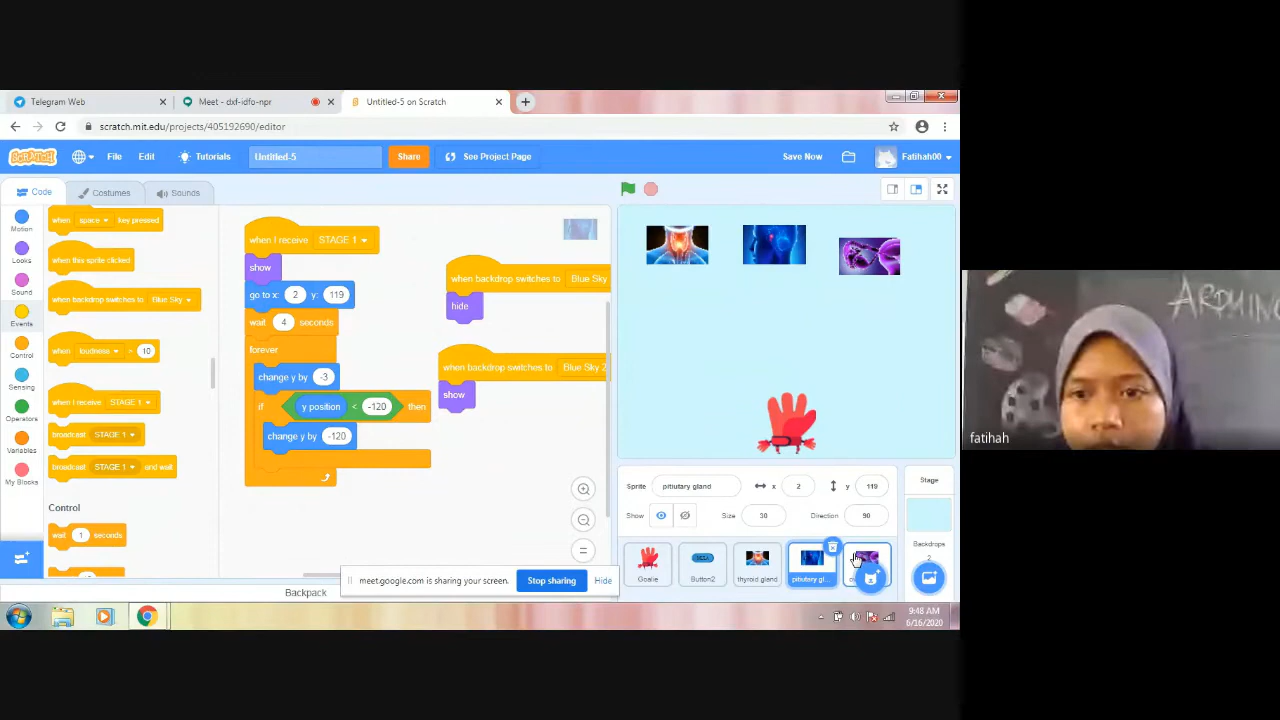 Telegram Web
Meet - dxf-idfo-npr
Untitled-5 on Scratch
scratch.mit.edu/projects/405192690/editor
SCRATCH
File
Edit
Tutorials
Untitled-5
Share
See Project Page
Save Now
Fatihah00
Code
Costumes
Sounds
Motion
Looks
Sound
Events
Control
Sensing
Operators
Variables
My Blocks
when space key pressed
when this sprite clicked
when backdrop switches to Blue Sky
when loudness > 10
when I receive STAGE 1
broadcast STAGE 1
broadcast STAGE 1 and wait
Control
wait 1 seconds
when I receive STAGE 1
show
go to x: 2 y: 119
wait 4 seconds
forever
change y by -3
if y position < -120 then
change y by -120
when backdrop switches to Blue Sky
hide
when backdrop switches to Blue Sky 2
show
Sprite pitiutary gland x 2 y 119
Show Size 30 Direction 90
Goalie
Button2
thyroid gland
pitiutary gl...
Stage
Backdrops
2
Backpack
meet.google.com is sharing your screen.
Stop sharing
Hide
9:48 AM
6/16/2020
ARDUINO
fatihah